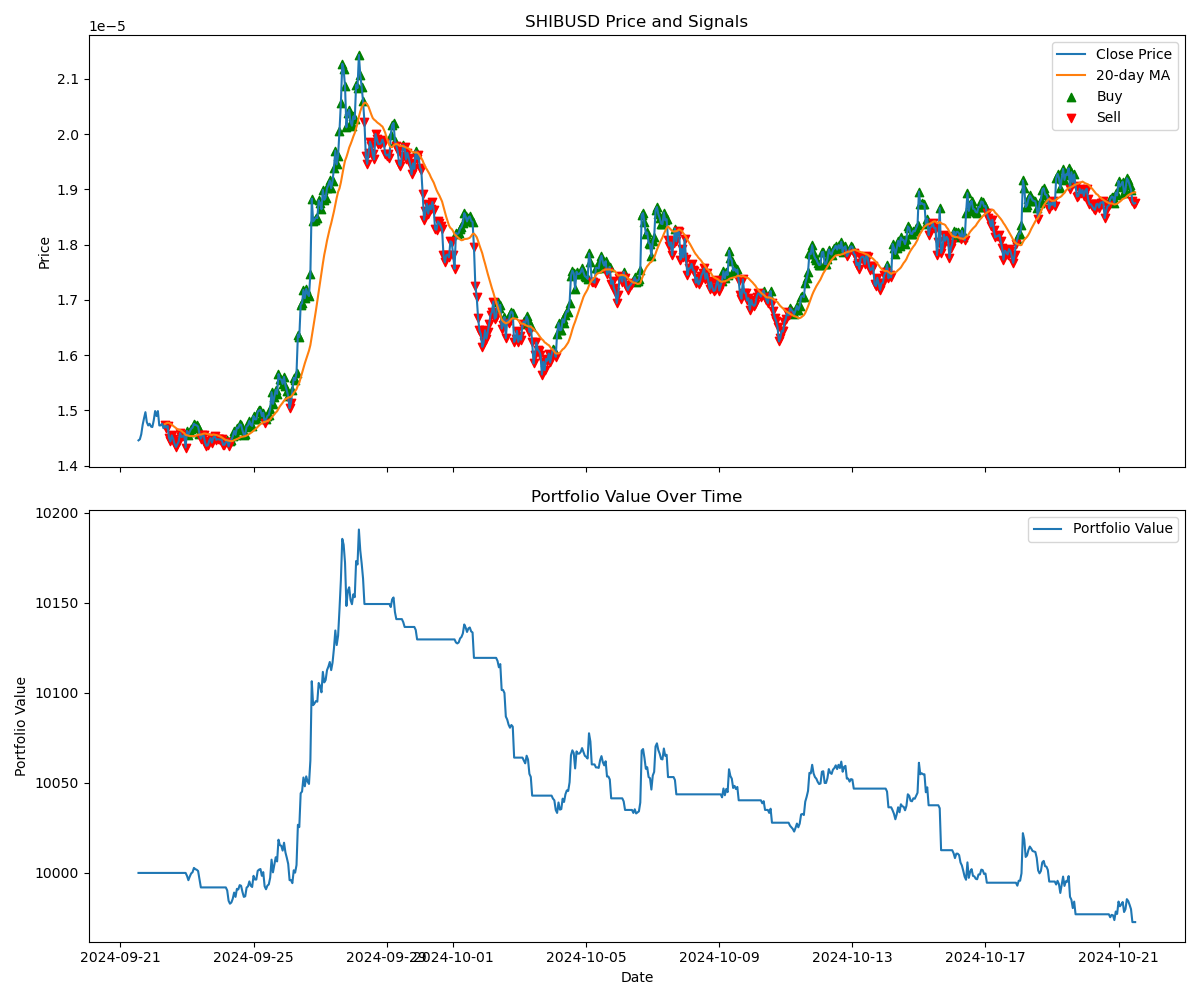 SHIBUSD Price and Signals
1e−5
Close Price
20-day MA
Buy
Sell
2.1
2.0
1.9
1.8
1.7
1.6
1.5
1.4
Price
Portfolio Value Over Time
Portfolio Value
10200
10150
10100
10050
10000
Portfolio Value
2024-09-21
2024-09-25
2024-09-29
2024-10-01
2024-10-05
2024-10-09
2024-10-13
2024-10-17
2024-10-21
Date